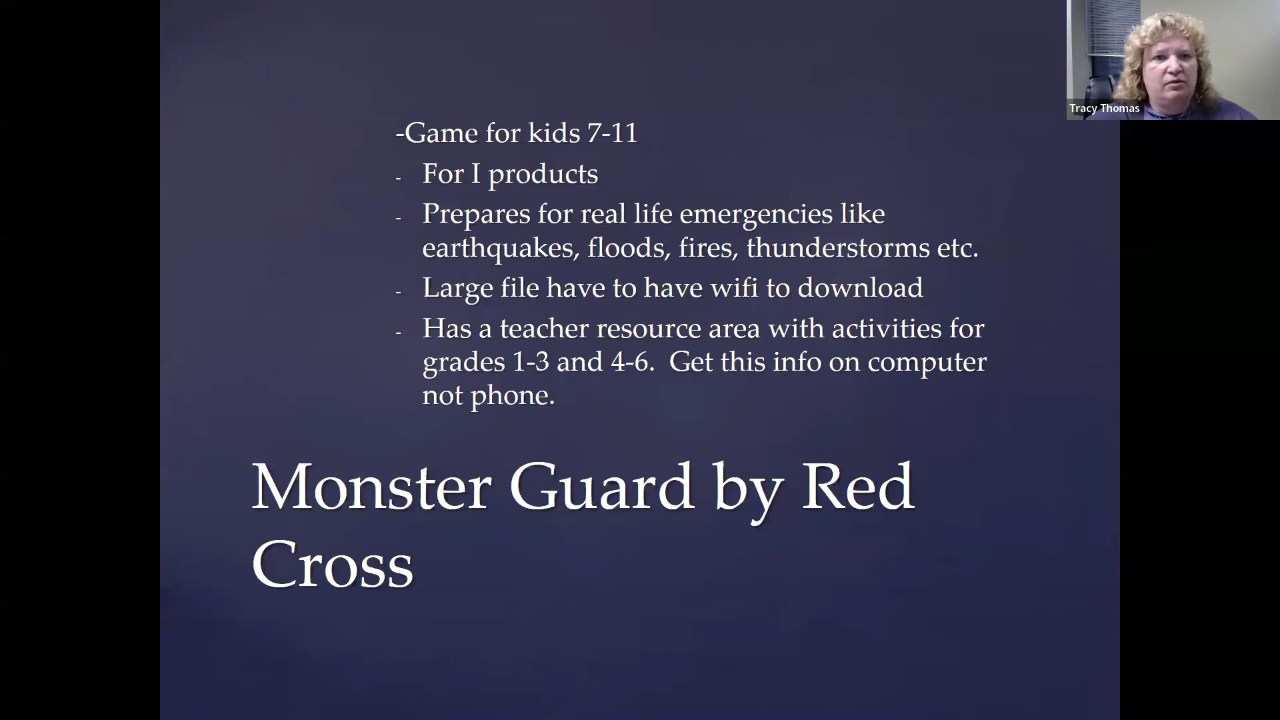 Tracy Thomas
-Game for kids 7-11
- For I products
- Prepares for real life emergencies like
earthquakes, floods, fires, thunderstorms etc.
- Large file have to have wifi to download
- Has a teacher resource area with activities for
grades 1-3 and 4-6.  Get this info on computer
not phone.
Monster Guard by Red
Cross